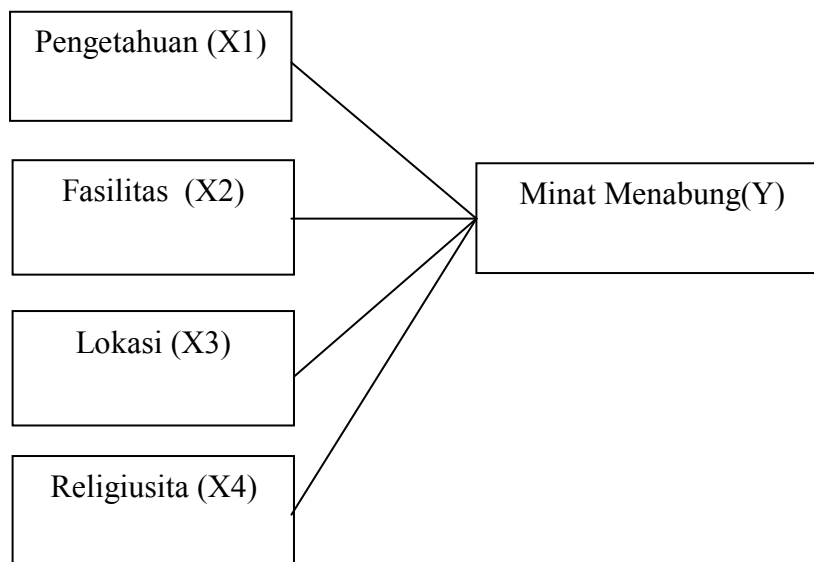 Pengetahuan (X1)
Fasilitas (X2)
Minat Menabung(Y)
Lokasi (X3)
Religiusita (X4)